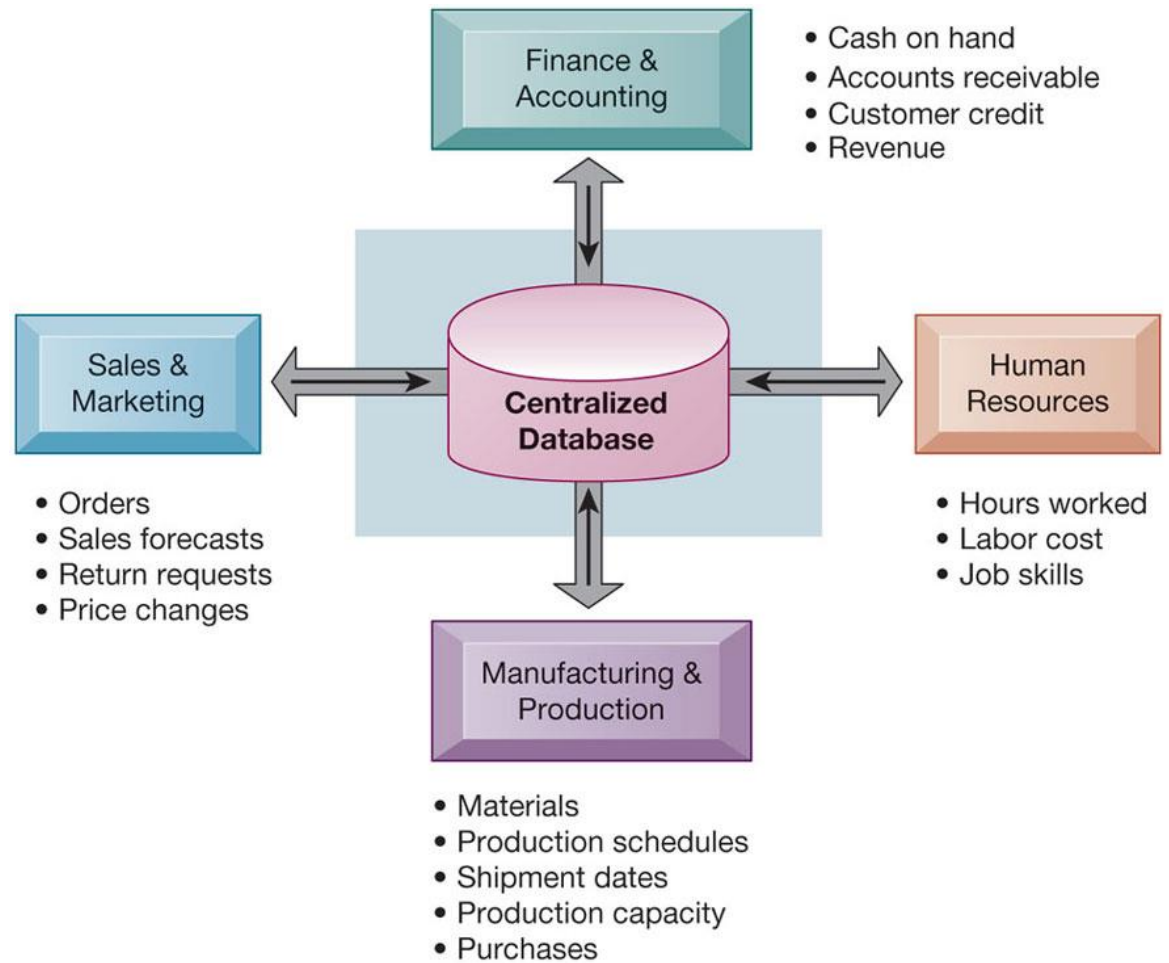 Finance &
Accounting
• Cash on hand
• Accounts receivable
• Customer credit
• Revenue
Sales &
Marketing
• Orders
• Sales forecasts
• Return requests
• Price changes
Centralized
Database
Human
Resources
• Hours worked
• Labor cost
• Job skills
Manufacturing &
Production
• Materials
• Production schedules
• Shipment dates
• Production capacity
• Purchases